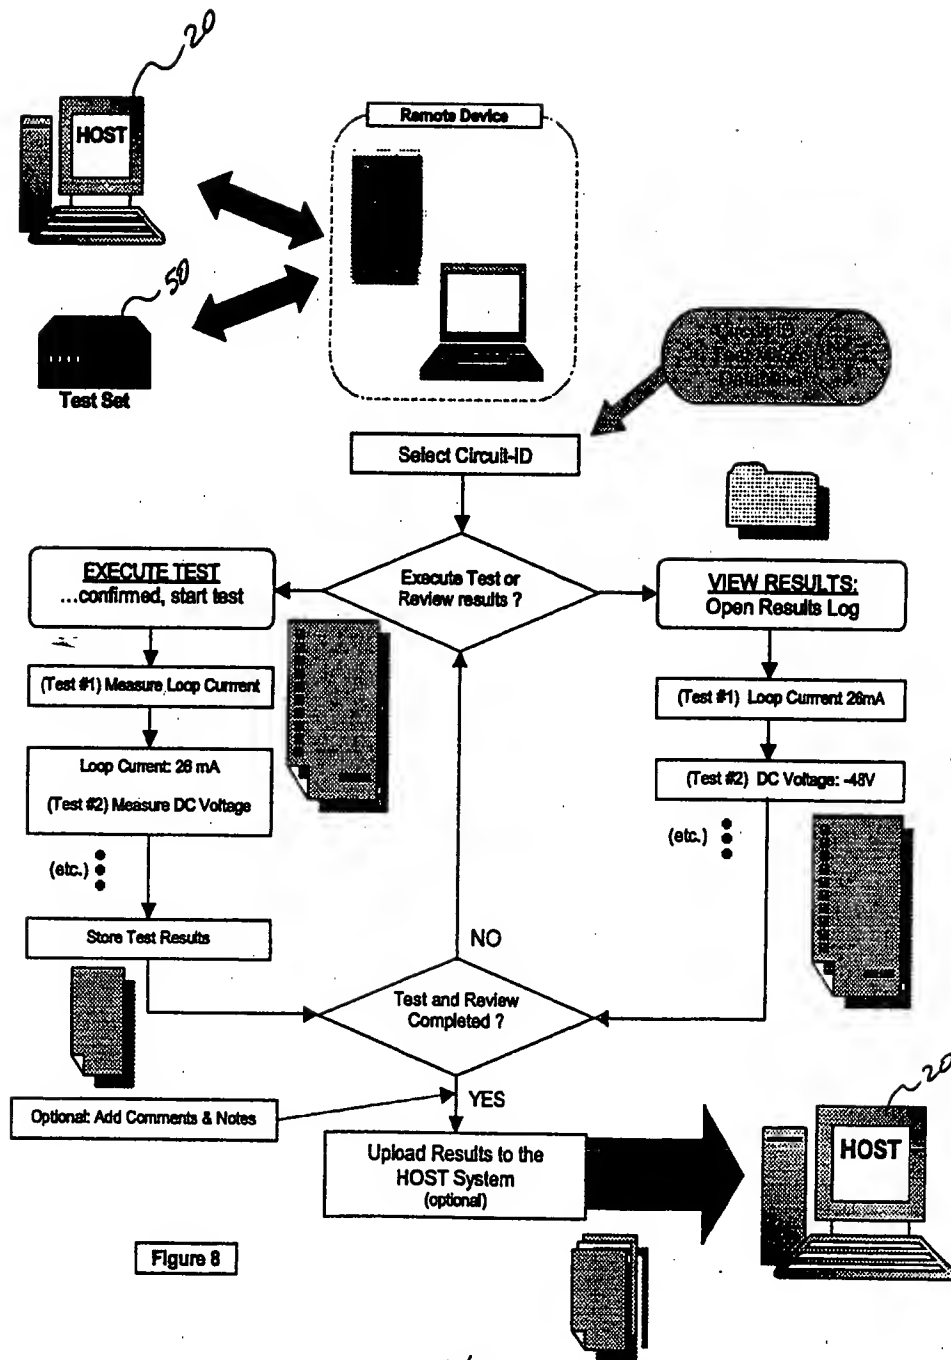 20
HOST
Remote Device
50
Test Set
Select Circuit-ID
EXECUTE TEST
...confirmed, start test
Execute Test or
Review results ?
VIEW RESULTS:
Open Results Log
(Test #1) Measure Loop Current
(Test #1) Loop Current 26mA
Loop Current: 26 mA
(Test #2) Measure DC Voltage
(Test #2) DC Voltage: -48V
(etc.)
(etc.)
Store Test Results
NO
Test and Review
Completed ?
YES
Optional: Add Comments & Notes
Upload Results to the
HOST System
(optional)
20
HOST
Figure 8